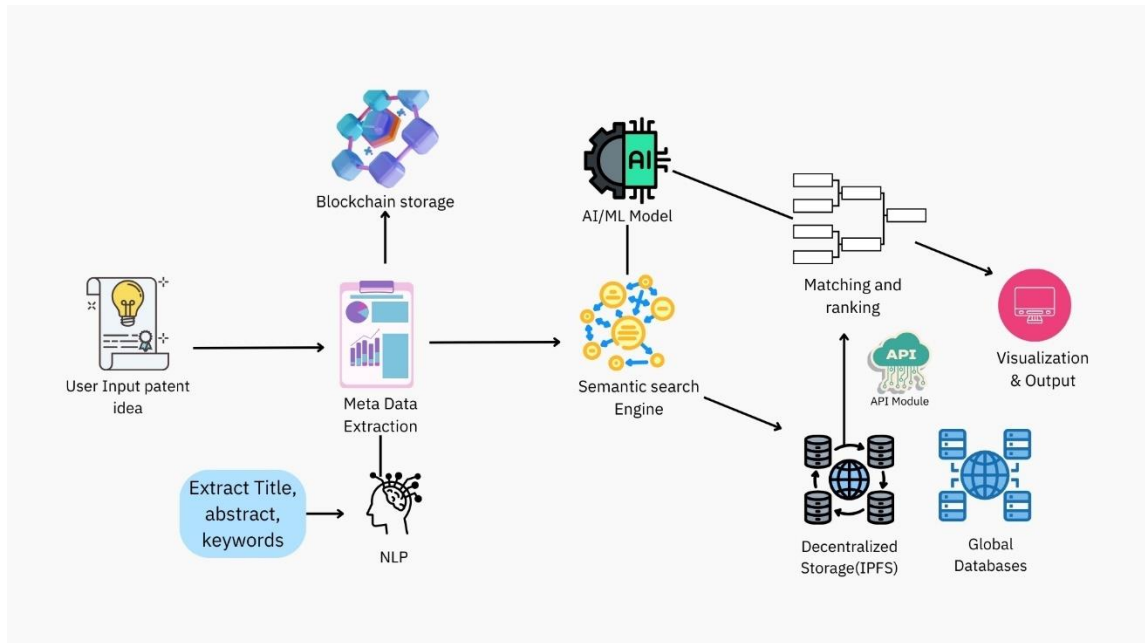 Blockchain storage
AI
AI/ML Model
Matching and
ranking
User Input patent
idea
Meta Data
Extraction
Semantic search
Engine
API
API Module
Visualization
& Output
Extract Title,
abstract,
keywords
NLP
Decentralized
Storage(IPFS)
Global
Databases